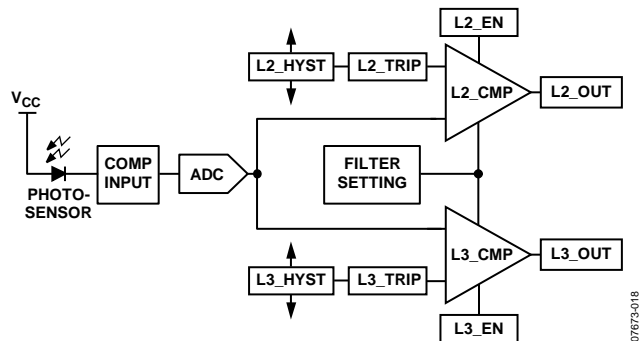 L2_EN
L2_HYST
L2_TRIP
L2_CMP
L2_OUT
VCC
PHOTO-
SENSOR
COMP
INPUT
ADC
FILTER
SETTING
L3_CMP
L3_OUT
L3_HYST
L3_TRIP
L3_EN
07673-018